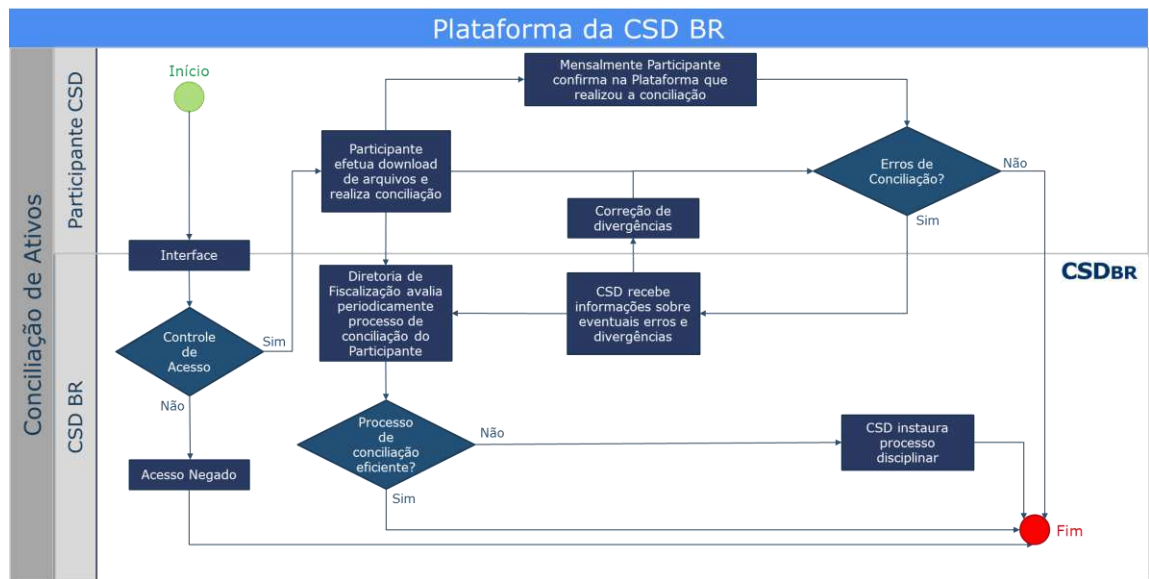 Plataforma da CSD BR
Conciliação de Ativos
Participante CSD
CSD BR
Início
Mensalmente Participante
confirma na Plataforma que
realizou a conciliação
Participante
efetua download
de arquivos e
realiza conciliação
Erros de
Conciliação?
Não
Sim
Correção de
divergências
Interface
CSDBR
Diretoria de
Fiscalização avalia
periodicamente
processo de
conciliação do
Participante
CSD recebe
informações sobre
eventuais erros e
divergências
Controle
de
Acesso
Sim
Não
Processo
de
conciliação
eficiente?
Não
CSD instaura
processo
disciplinar
Acesso Negado
Sim
Fim